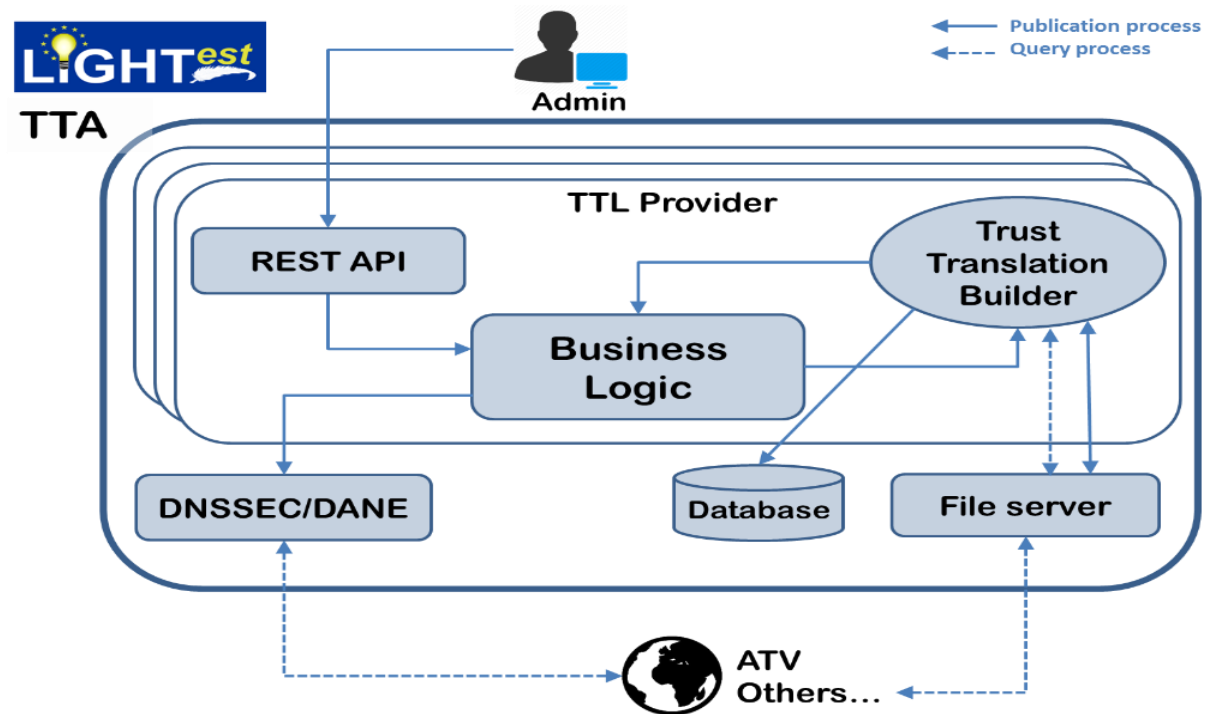 LiGHTest
TTA
Admin
Publication process
Query process
TTL Provider
REST API
Trust
Translation
Builder
Business
Logic
DNSSEC/DANE
Database
File server
ATV
Others...